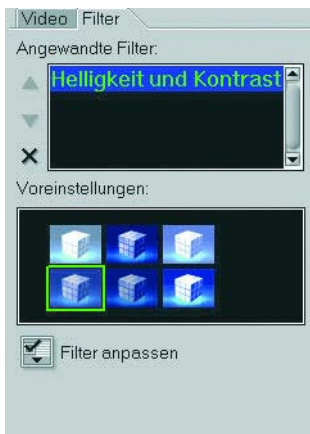 Video Filter
Angewandte Filter:
Helligkeit und Kontrast
Voreinstellungen:
Filter anpassen